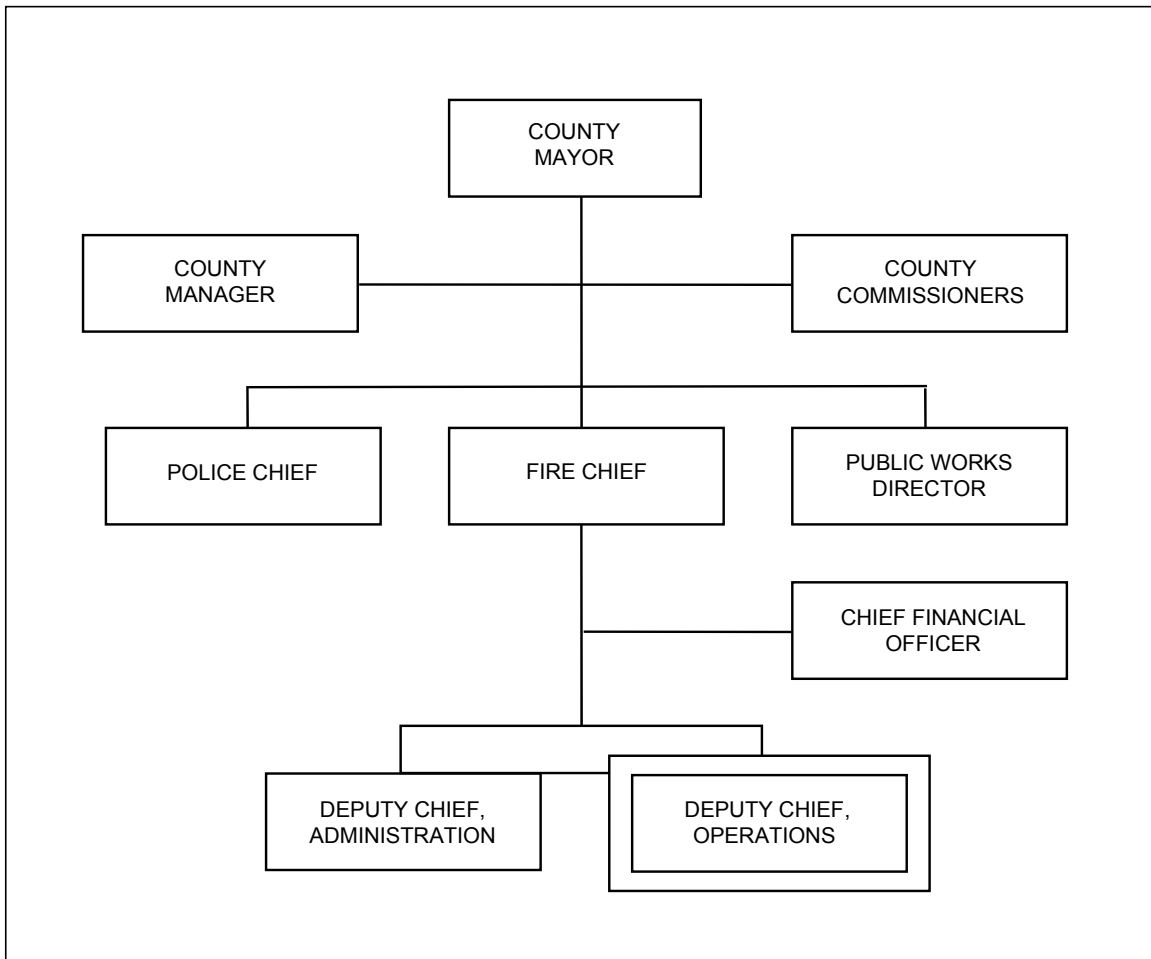 COUNTY
MAYOR
COUNTY
MANAGER
COUNTY
COMMISSIONERS
POLICE CHIEF
FIRE CHIEF
PUBLIC WORKS
DIRECTOR
CHIEF FINANCIAL
OFFICER
DEPUTY CHIEF,
ADMINISTRATION
DEPUTY CHIEF,
OPERATIONS